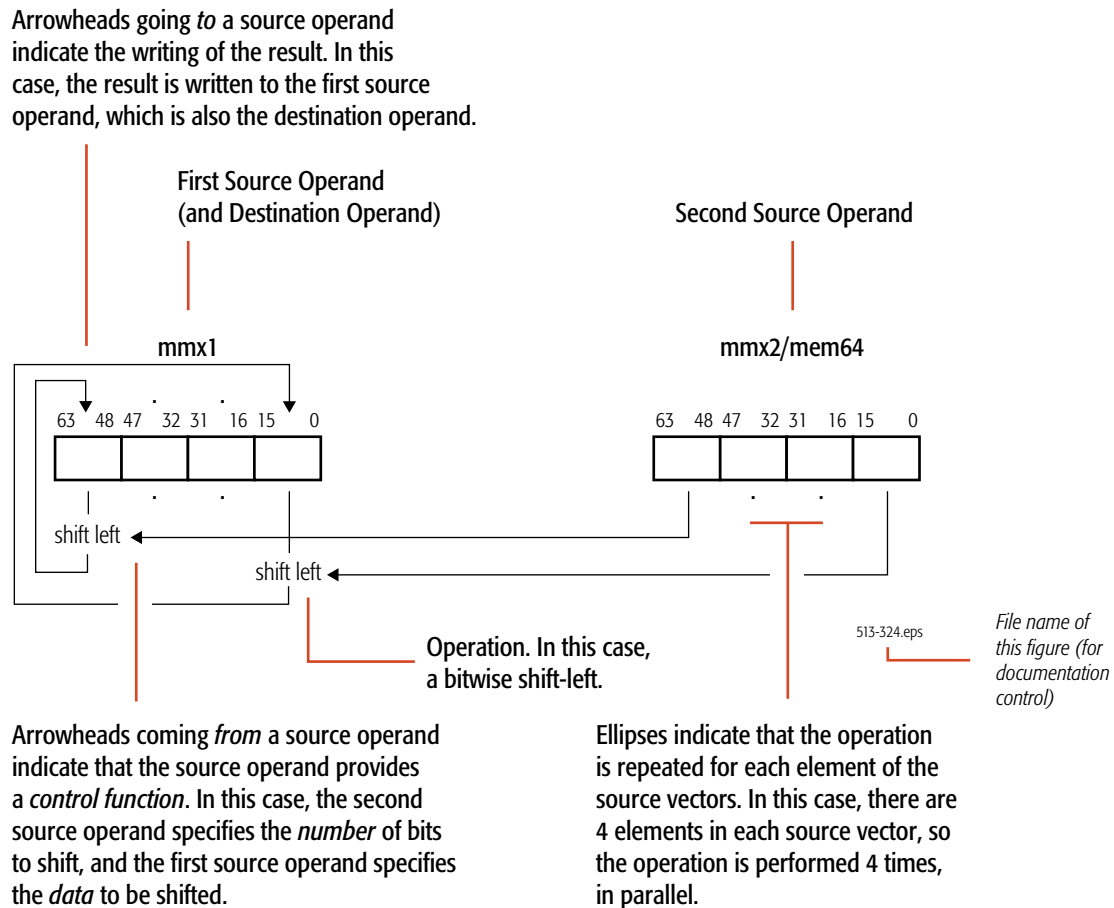 Arrowheads going to a source operand
indicate the writing of the result. In this
case, the result is written to the first source
operand, which is also the destination operand.
First Source Operand
(and Destination Operand)
Second Source Operand
mmx1
mmx2/mem64
63 48 47 32 31 16 15 0
63 48 47 32 31 16 15 0
shift left
shift left
Operation. In this case,
a bitwise shift-left.
513-324.eps
File name of
this figure (for
documentation
control)
Arrowheads coming from a source operand
indicate that the source operand provides
a control function. In this case, the second
source operand specifies the number of bits
to shift, and the first source operand specifies
the data to be shifted.
Ellipses indicate that the operation
is repeated for each element of the
source vectors. In this case, there are
4 elements in each source vector, so
the operation is performed 4 times,
in parallel.